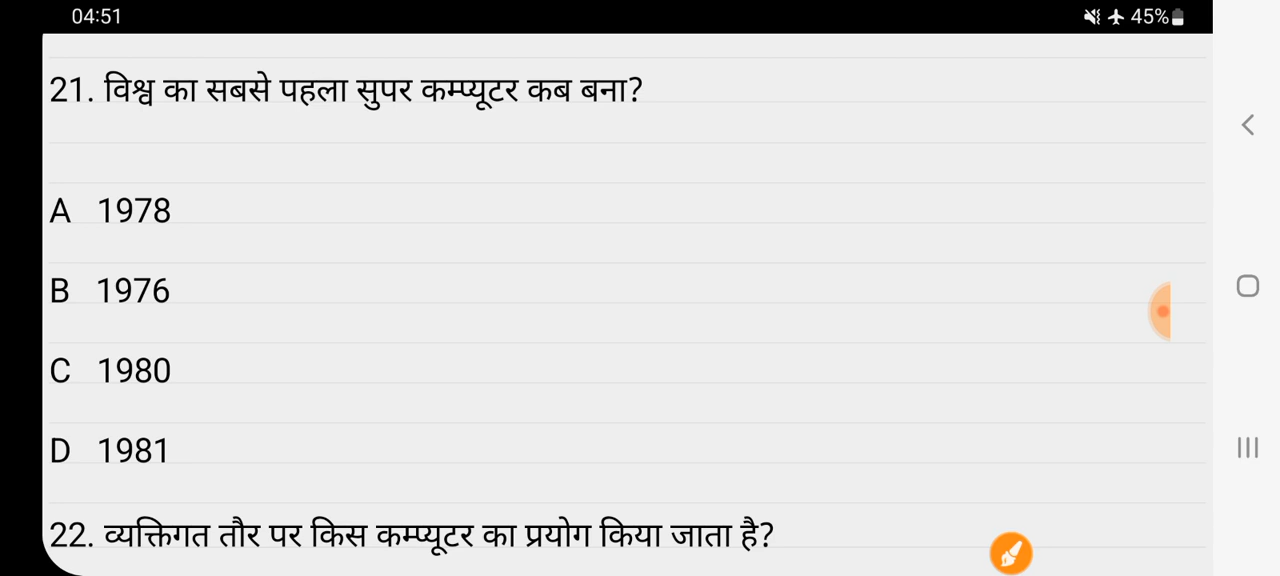 04:51 45%
21. विश्व का सबसे पहला सुपर कम्प्यूटर कब बना?
A 1978
B 1976
C 1980
D 1981
22. व्यक्तिगत तौर पर किस कम्प्यूटर का प्रयोग किया जाता है?